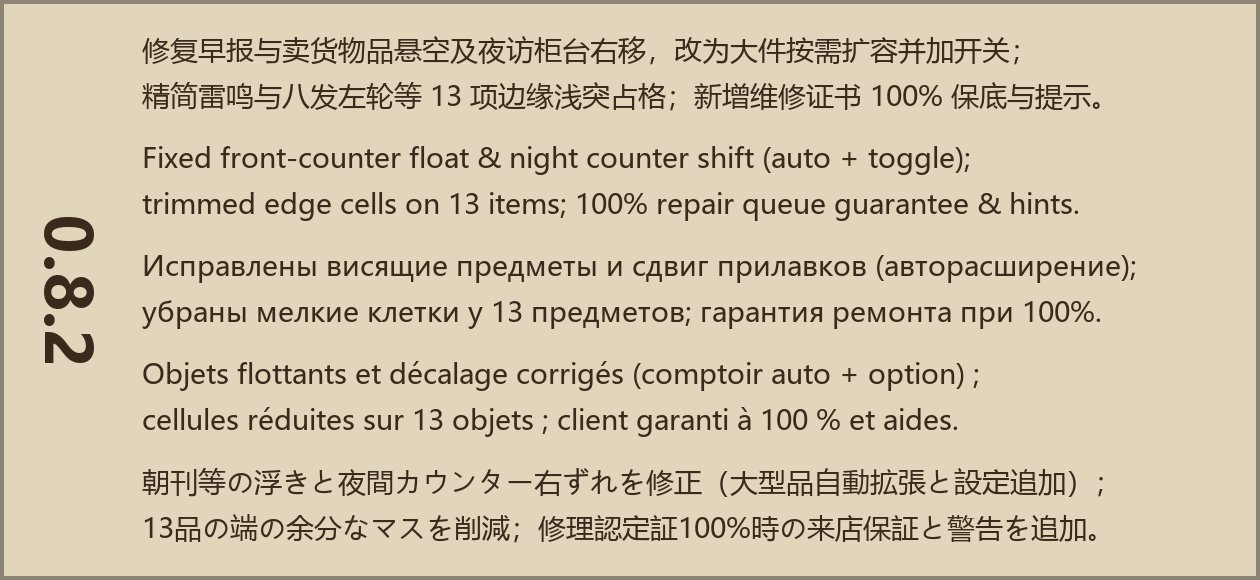 0.8.2
修复早报与卖货物品悬空及夜访柜台右移，改为大件按需扩容并加开关；
精简雷鸣与八发左轮等 13 项边缘浅突占格；新增维修证书 100% 保底与提示。
Fixed front-counter float & night counter shift (auto + toggle);
trimmed edge cells on 13 items; 100% repair queue guarantee & hints.
Исправлены висящие предметы и сдвиг прилавков (авторасширение);
убраны мелкие клетки у 13 предметов; гарантия ремонта при 100%.
Objets flottants et décalage corrigés (comptoir auto + option) ;
cellules réduites sur 13 objets ; client garanti à 100 % et aides.
朝刊等の浮きと夜間カウンター右ずれを修正（大型品自動拡張と設定追加）；
13品の端の余分なマスを削減；修理認定証100%時の来店保証と警告を追加。